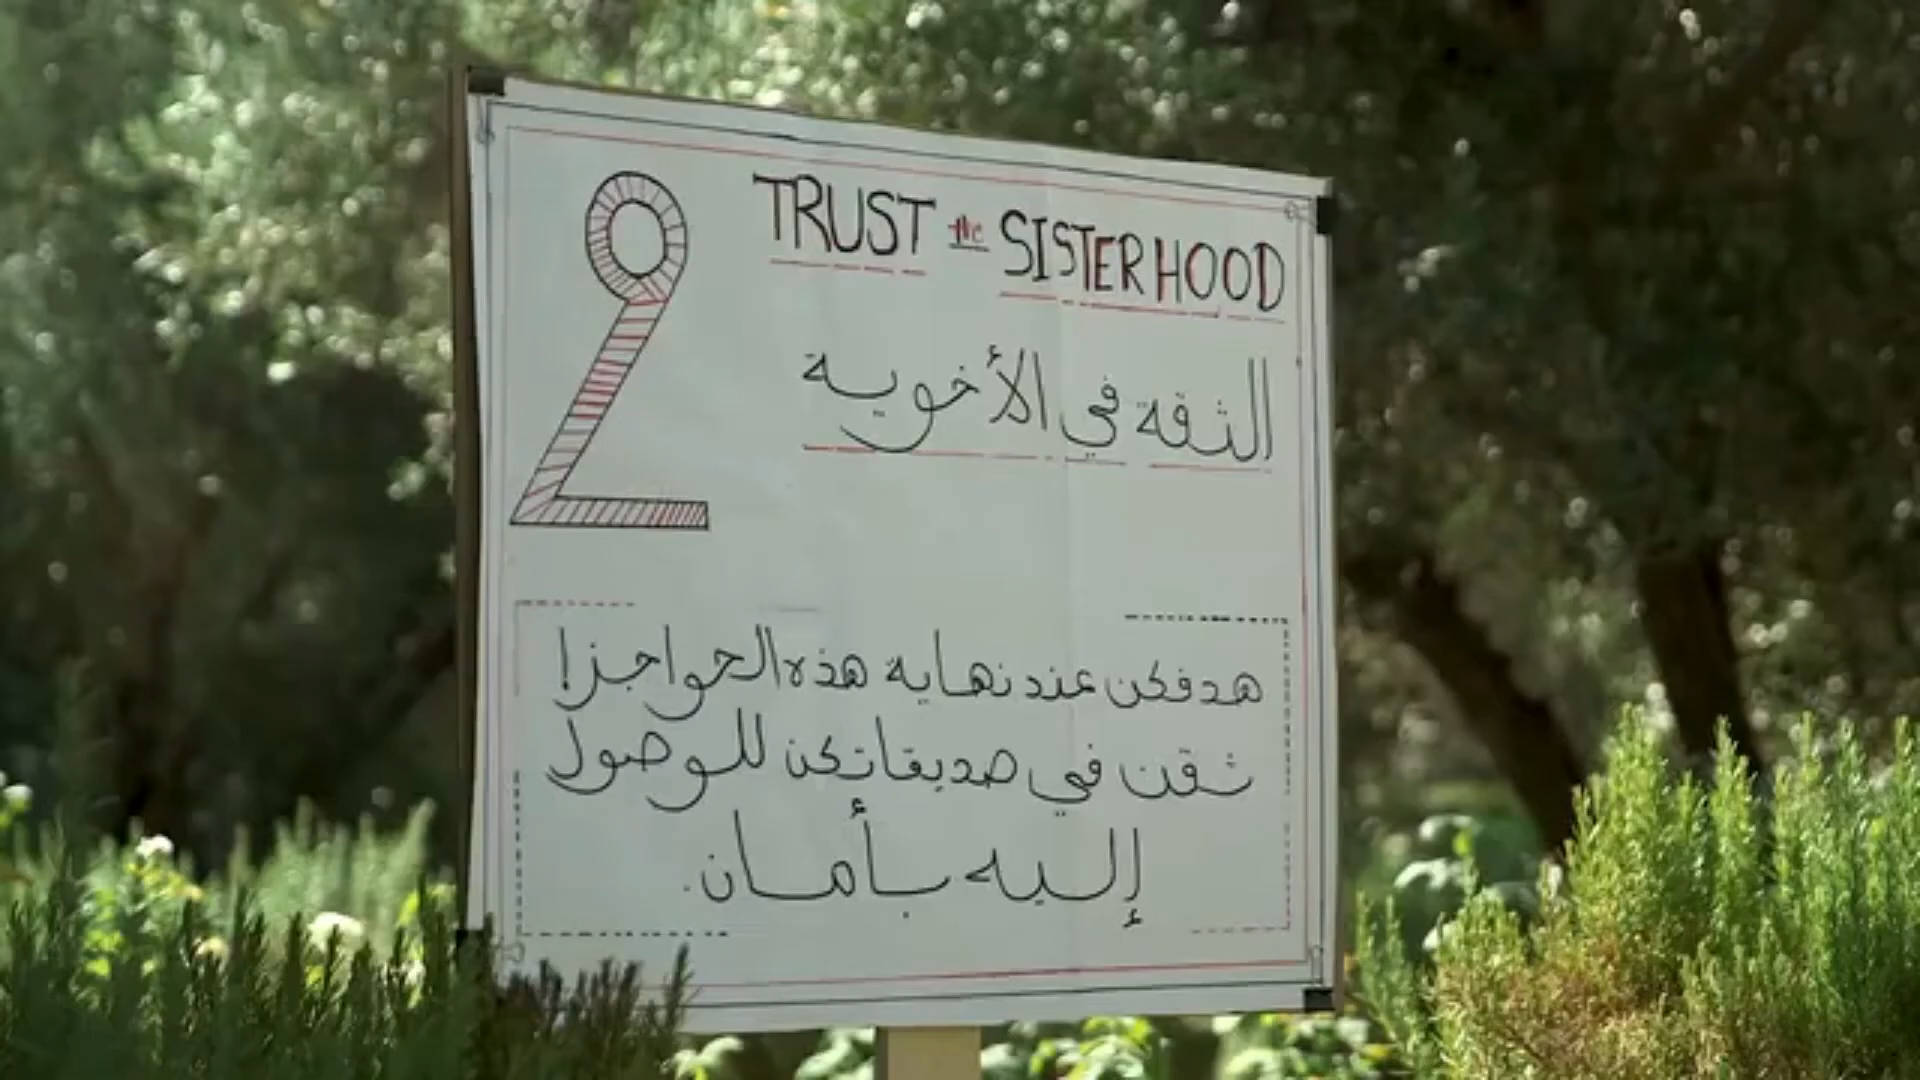 2
TRUST the SISTERHOOD
الثقة في الأخوية
هدفكن عند نهاية هذه الحواجز!
ثقن في صديقاتكن للوصول
إليه بأمان.